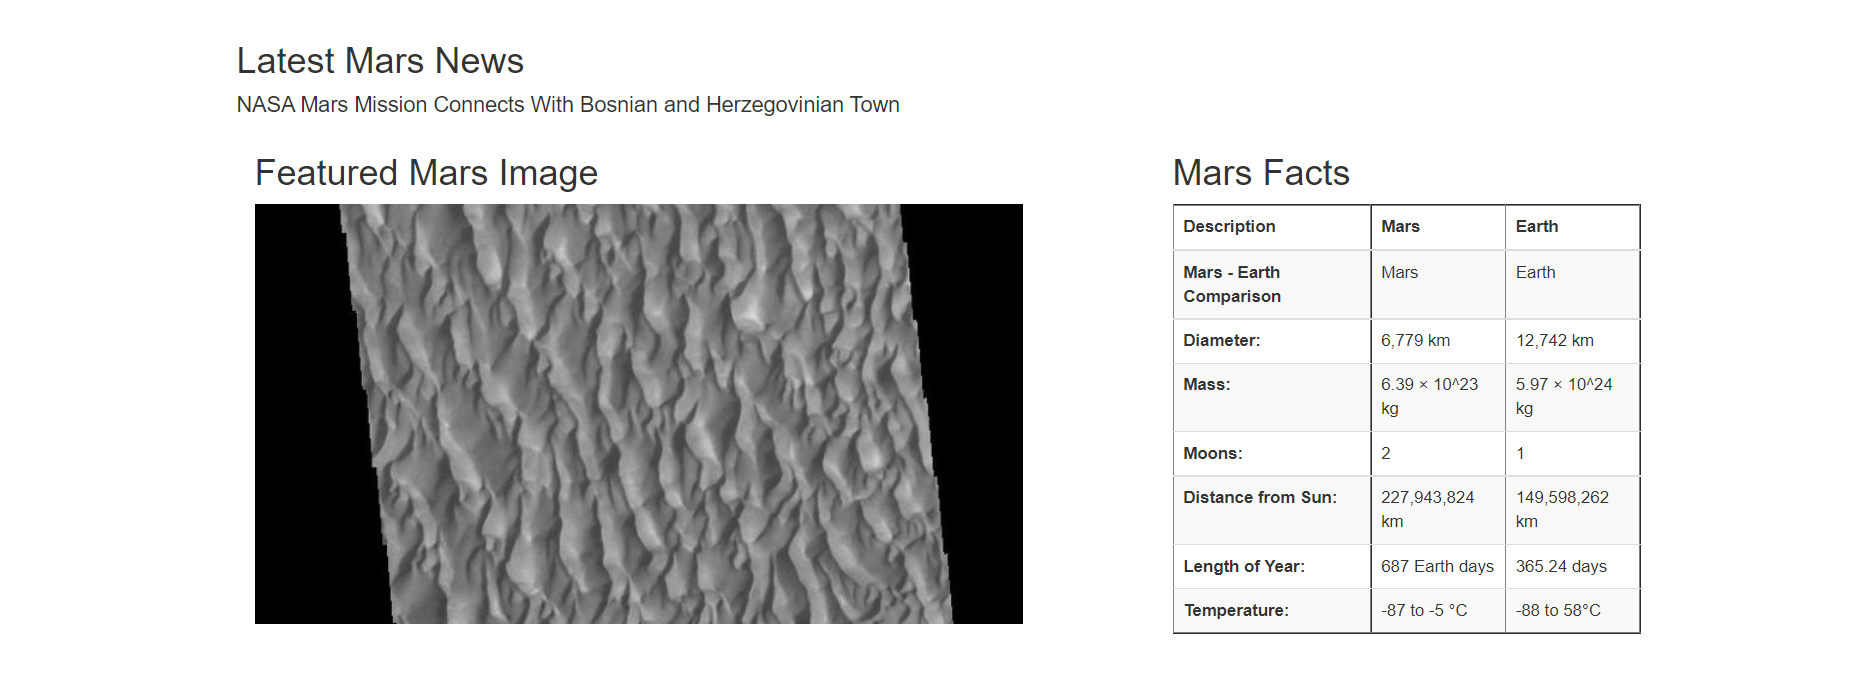 Latest Mars News
NASA Mars Mission Connects With Bosnian and Herzegovinian Town
Featured Mars Image
Mars Facts
Description Mars Earth
Mars - Earth Comparison Mars Earth
Diameter: 6,779 km 12,742 km
Mass: 6.39 × 10^23 kg 5.97 × 10^24 kg
Moons: 2 1
Distance from Sun: 227,943,824 km 149,598,262 km
Length of Year: 687 Earth days 365.24 days
Temperature: -87 to -5 °C -88 to 58°C